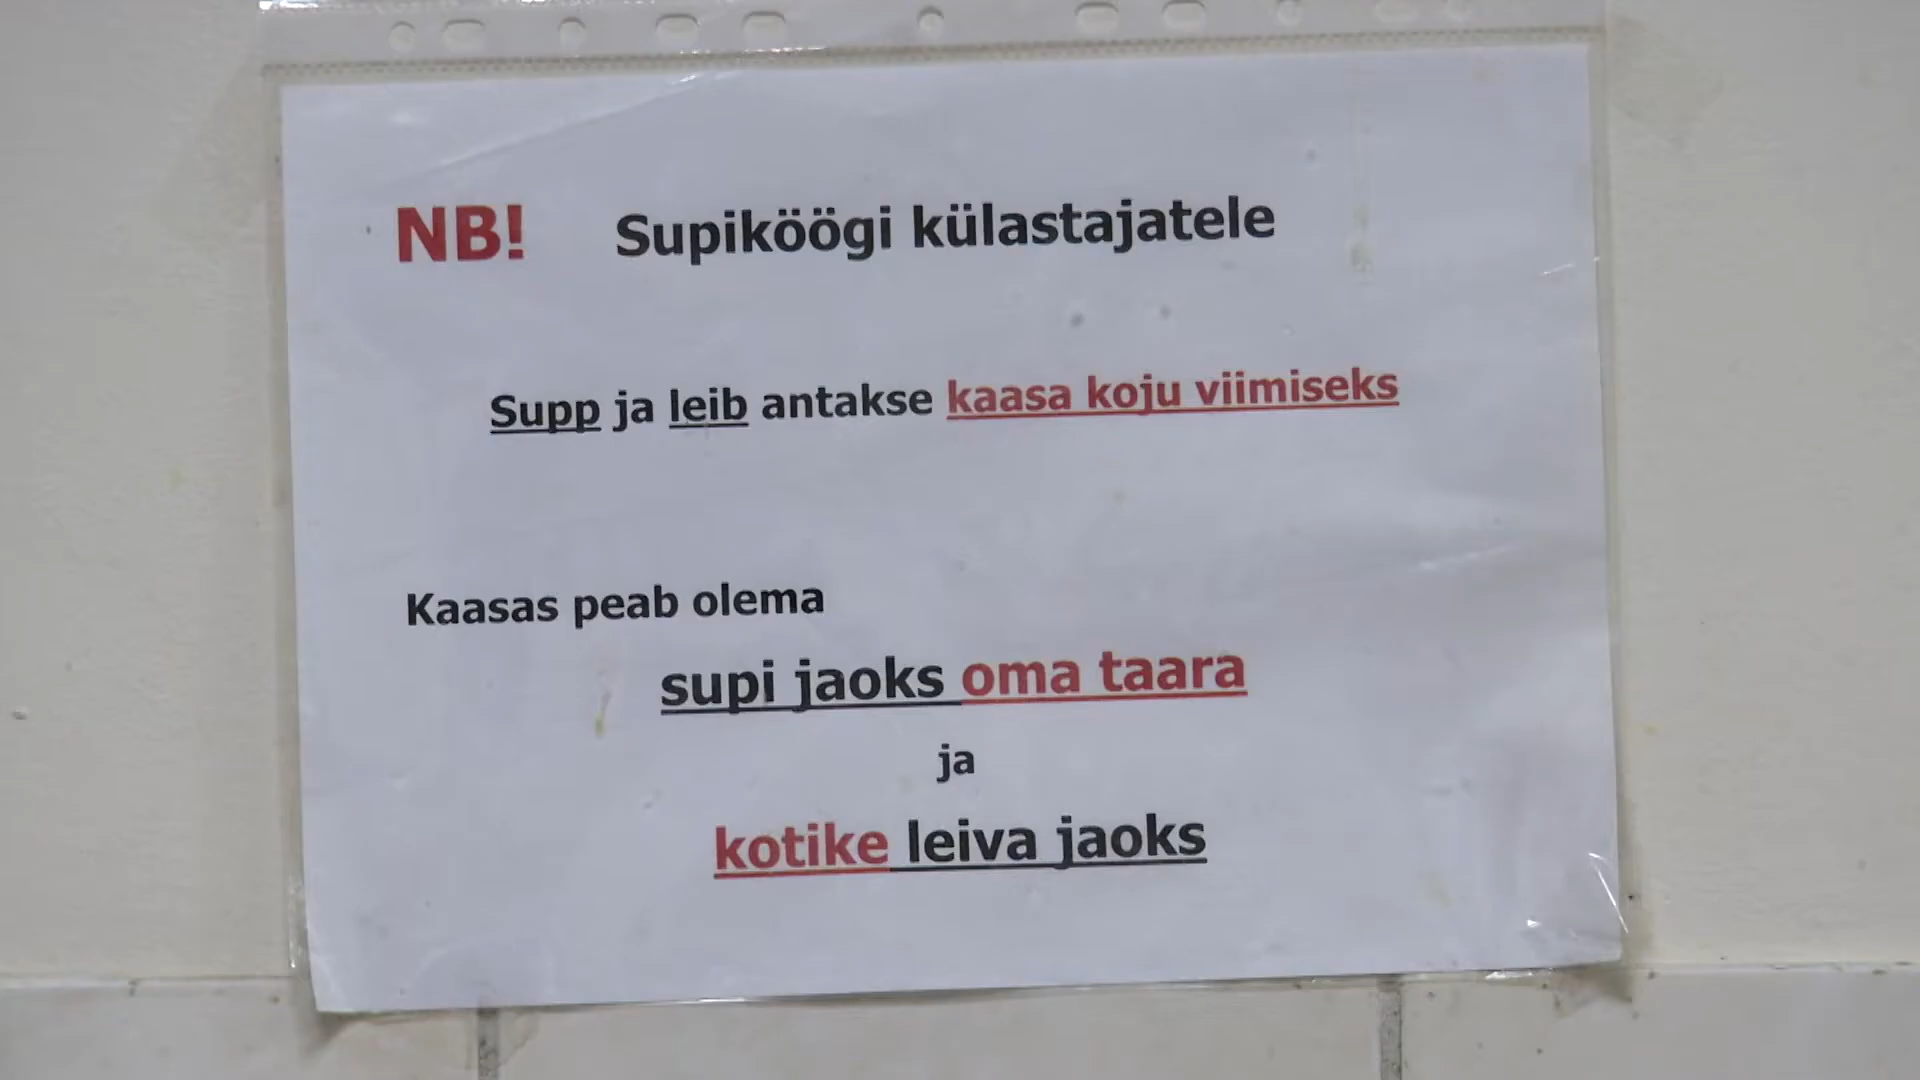 NB! Supiköögi külastajatele
Supp ja leib antakse kaasa koju viimiseks
Kaasas peab olema
supi jaoks oma taara
ja
kotike leiva jaoks